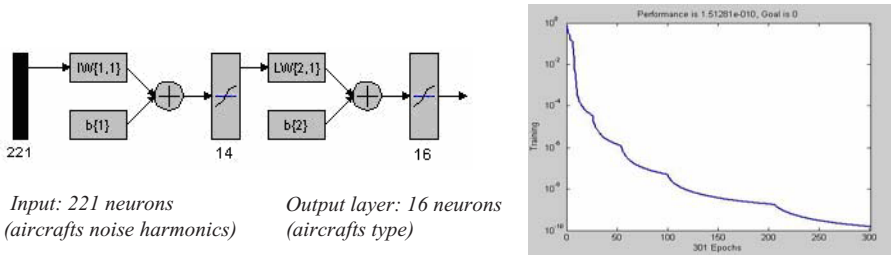 IW{1,1}
b{1}
LW{2,1}
b{2}
221
14
16
Input: 221 neurons
(aircrafts noise harmonics)
Output layer: 16 neurons
(aircrafts type)
Performance is 1.51261e-010, Goal is 0
Training
10^0
10^-2
10^-4
10^-6
10^-8
10^-10
0
50
100
150
200
250
300
301 Epochs